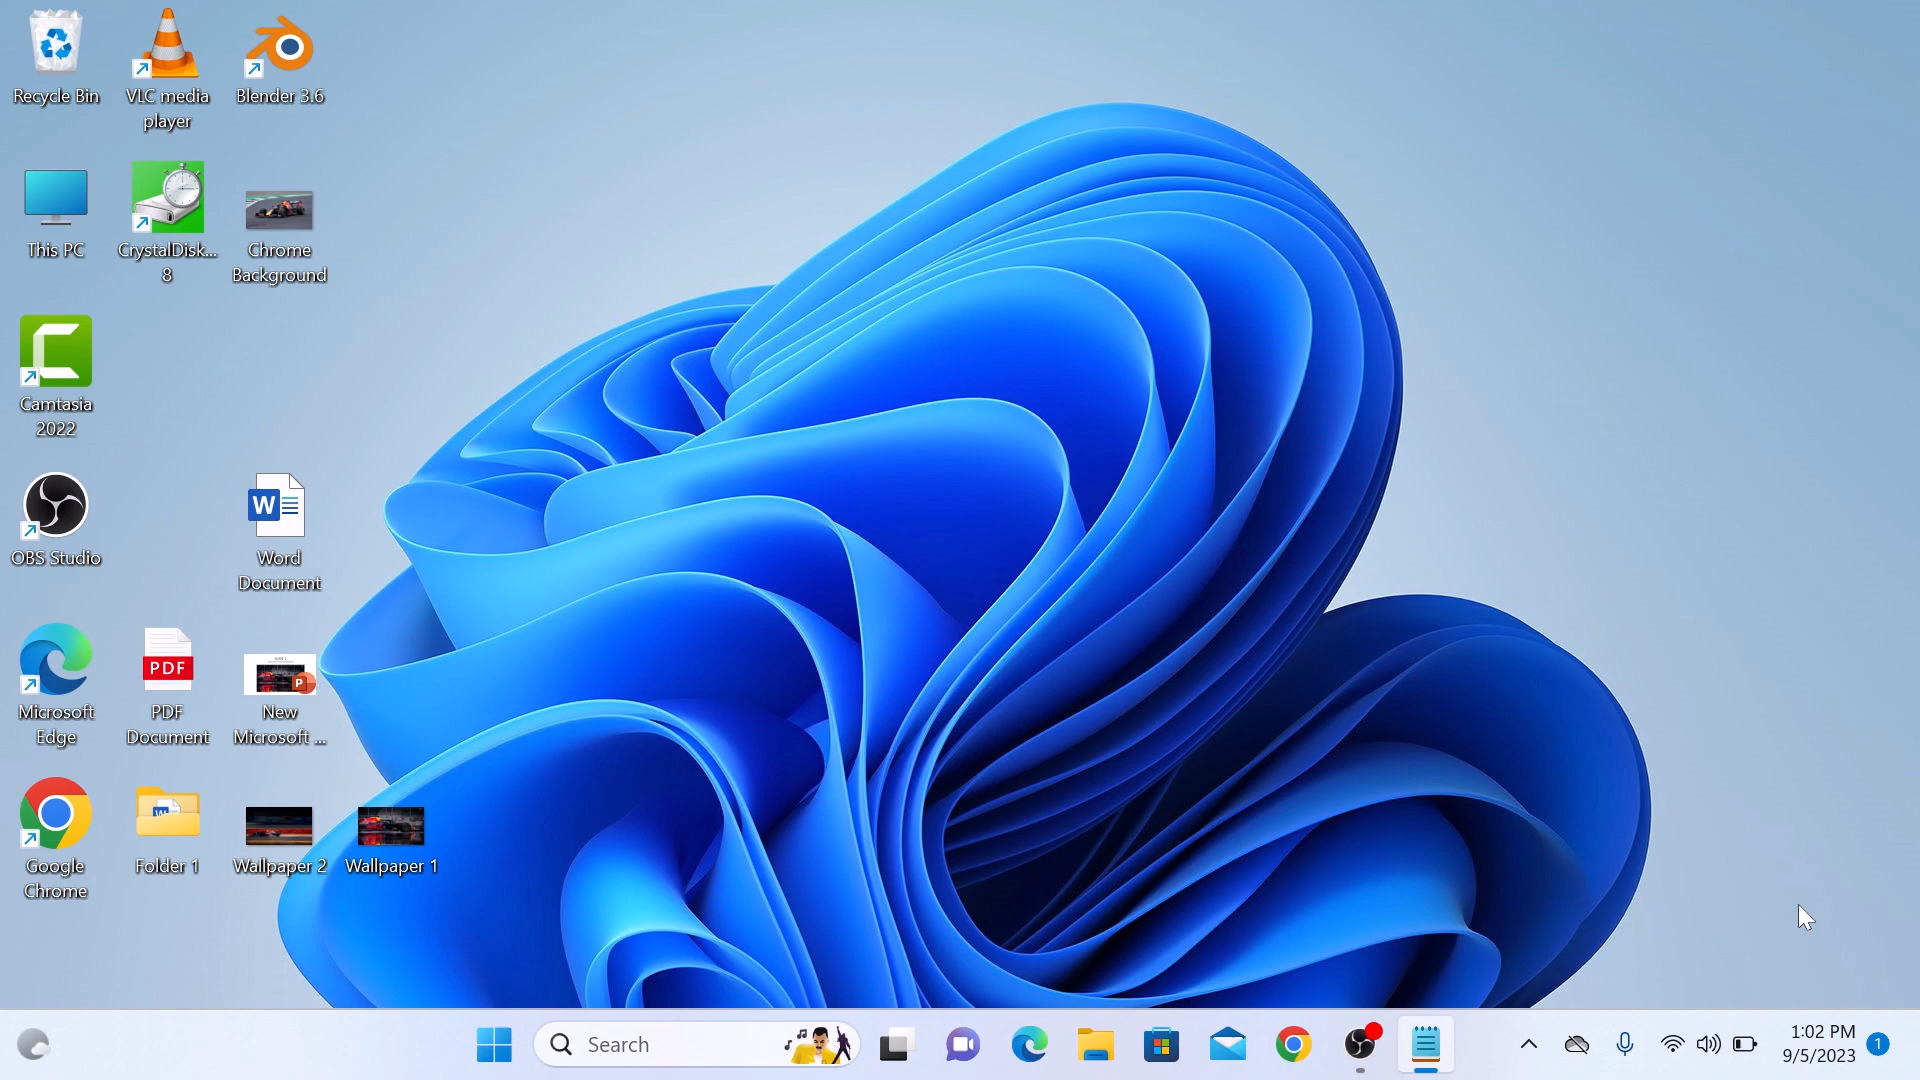 Recycle Bin
VLC media
player
Blender 3.6
This PC
CrystalDisk...
8
Chrome
Background
Camtasia
2022
OBS Studio
W
Word
Document
Microsoft
Edge
PDF
PDF
Document
P
New
Microsoft ...
Google
Chrome
W
Folder 1
Wallpaper 2
Wallpaper 1
Search
1:02 PM
9/5/2023
1